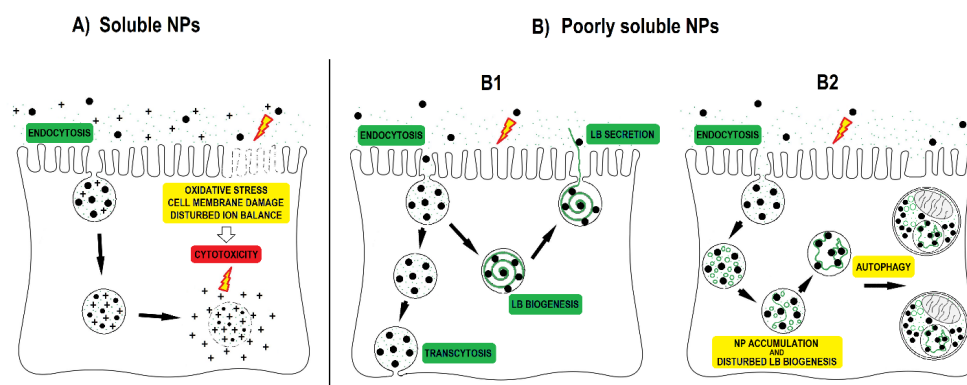 A) Soluble NPs
B) Poorly soluble NPs
B1
B2
ENDOCYTOSIS
OXIDATIVE STRESS
CELL MEMBRANE DAMAGE
DISTURBED ION BALANCE
CYTOTOXICITY
ENDOCYTOSIS
LB SECRETION
LB BIOGENESIS
TRANSCYTOSIS
ENDOCYTOSIS
AUTOPHAGY
NP ACCUMULATION
AND
DISTURBED LB BIOGENESIS